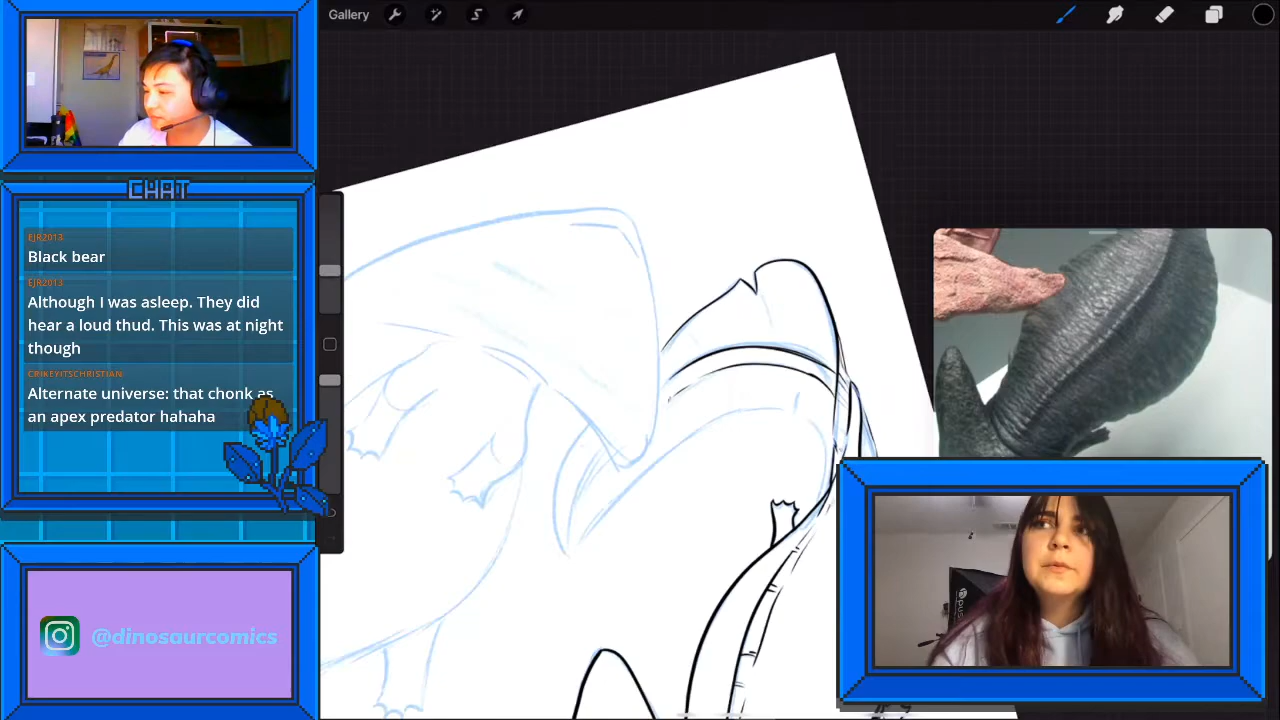 Gallery
CHAT
EJR2013
Black bear
EJR2013
Although I was asleep. They did
hear a loud thud. This was at night
though
CRIKEYITSCHRISTIAN
Alternate universe: that chonk as
an apex predator hahaha
@dinosaurcomics